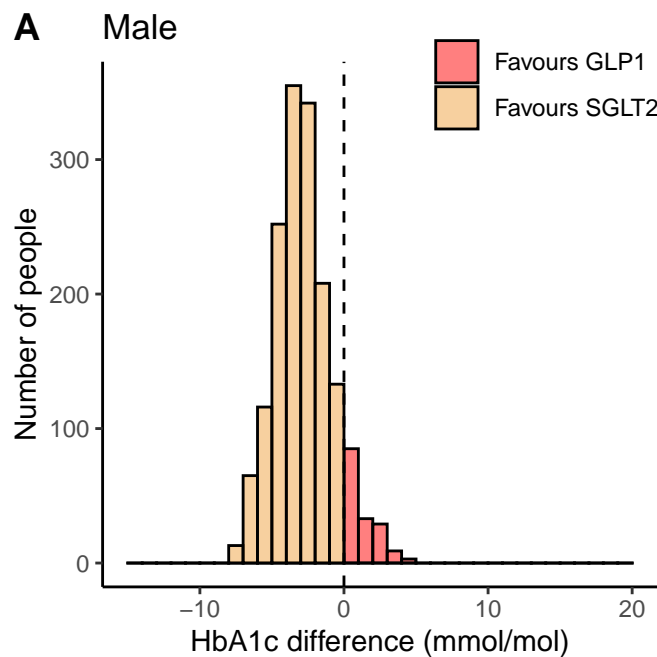 A Male
Favours GLP1
Favours SGLT2
Number of people
300
200
100
0
−10 0 10 20
HbA1c difference (mmol/mol)